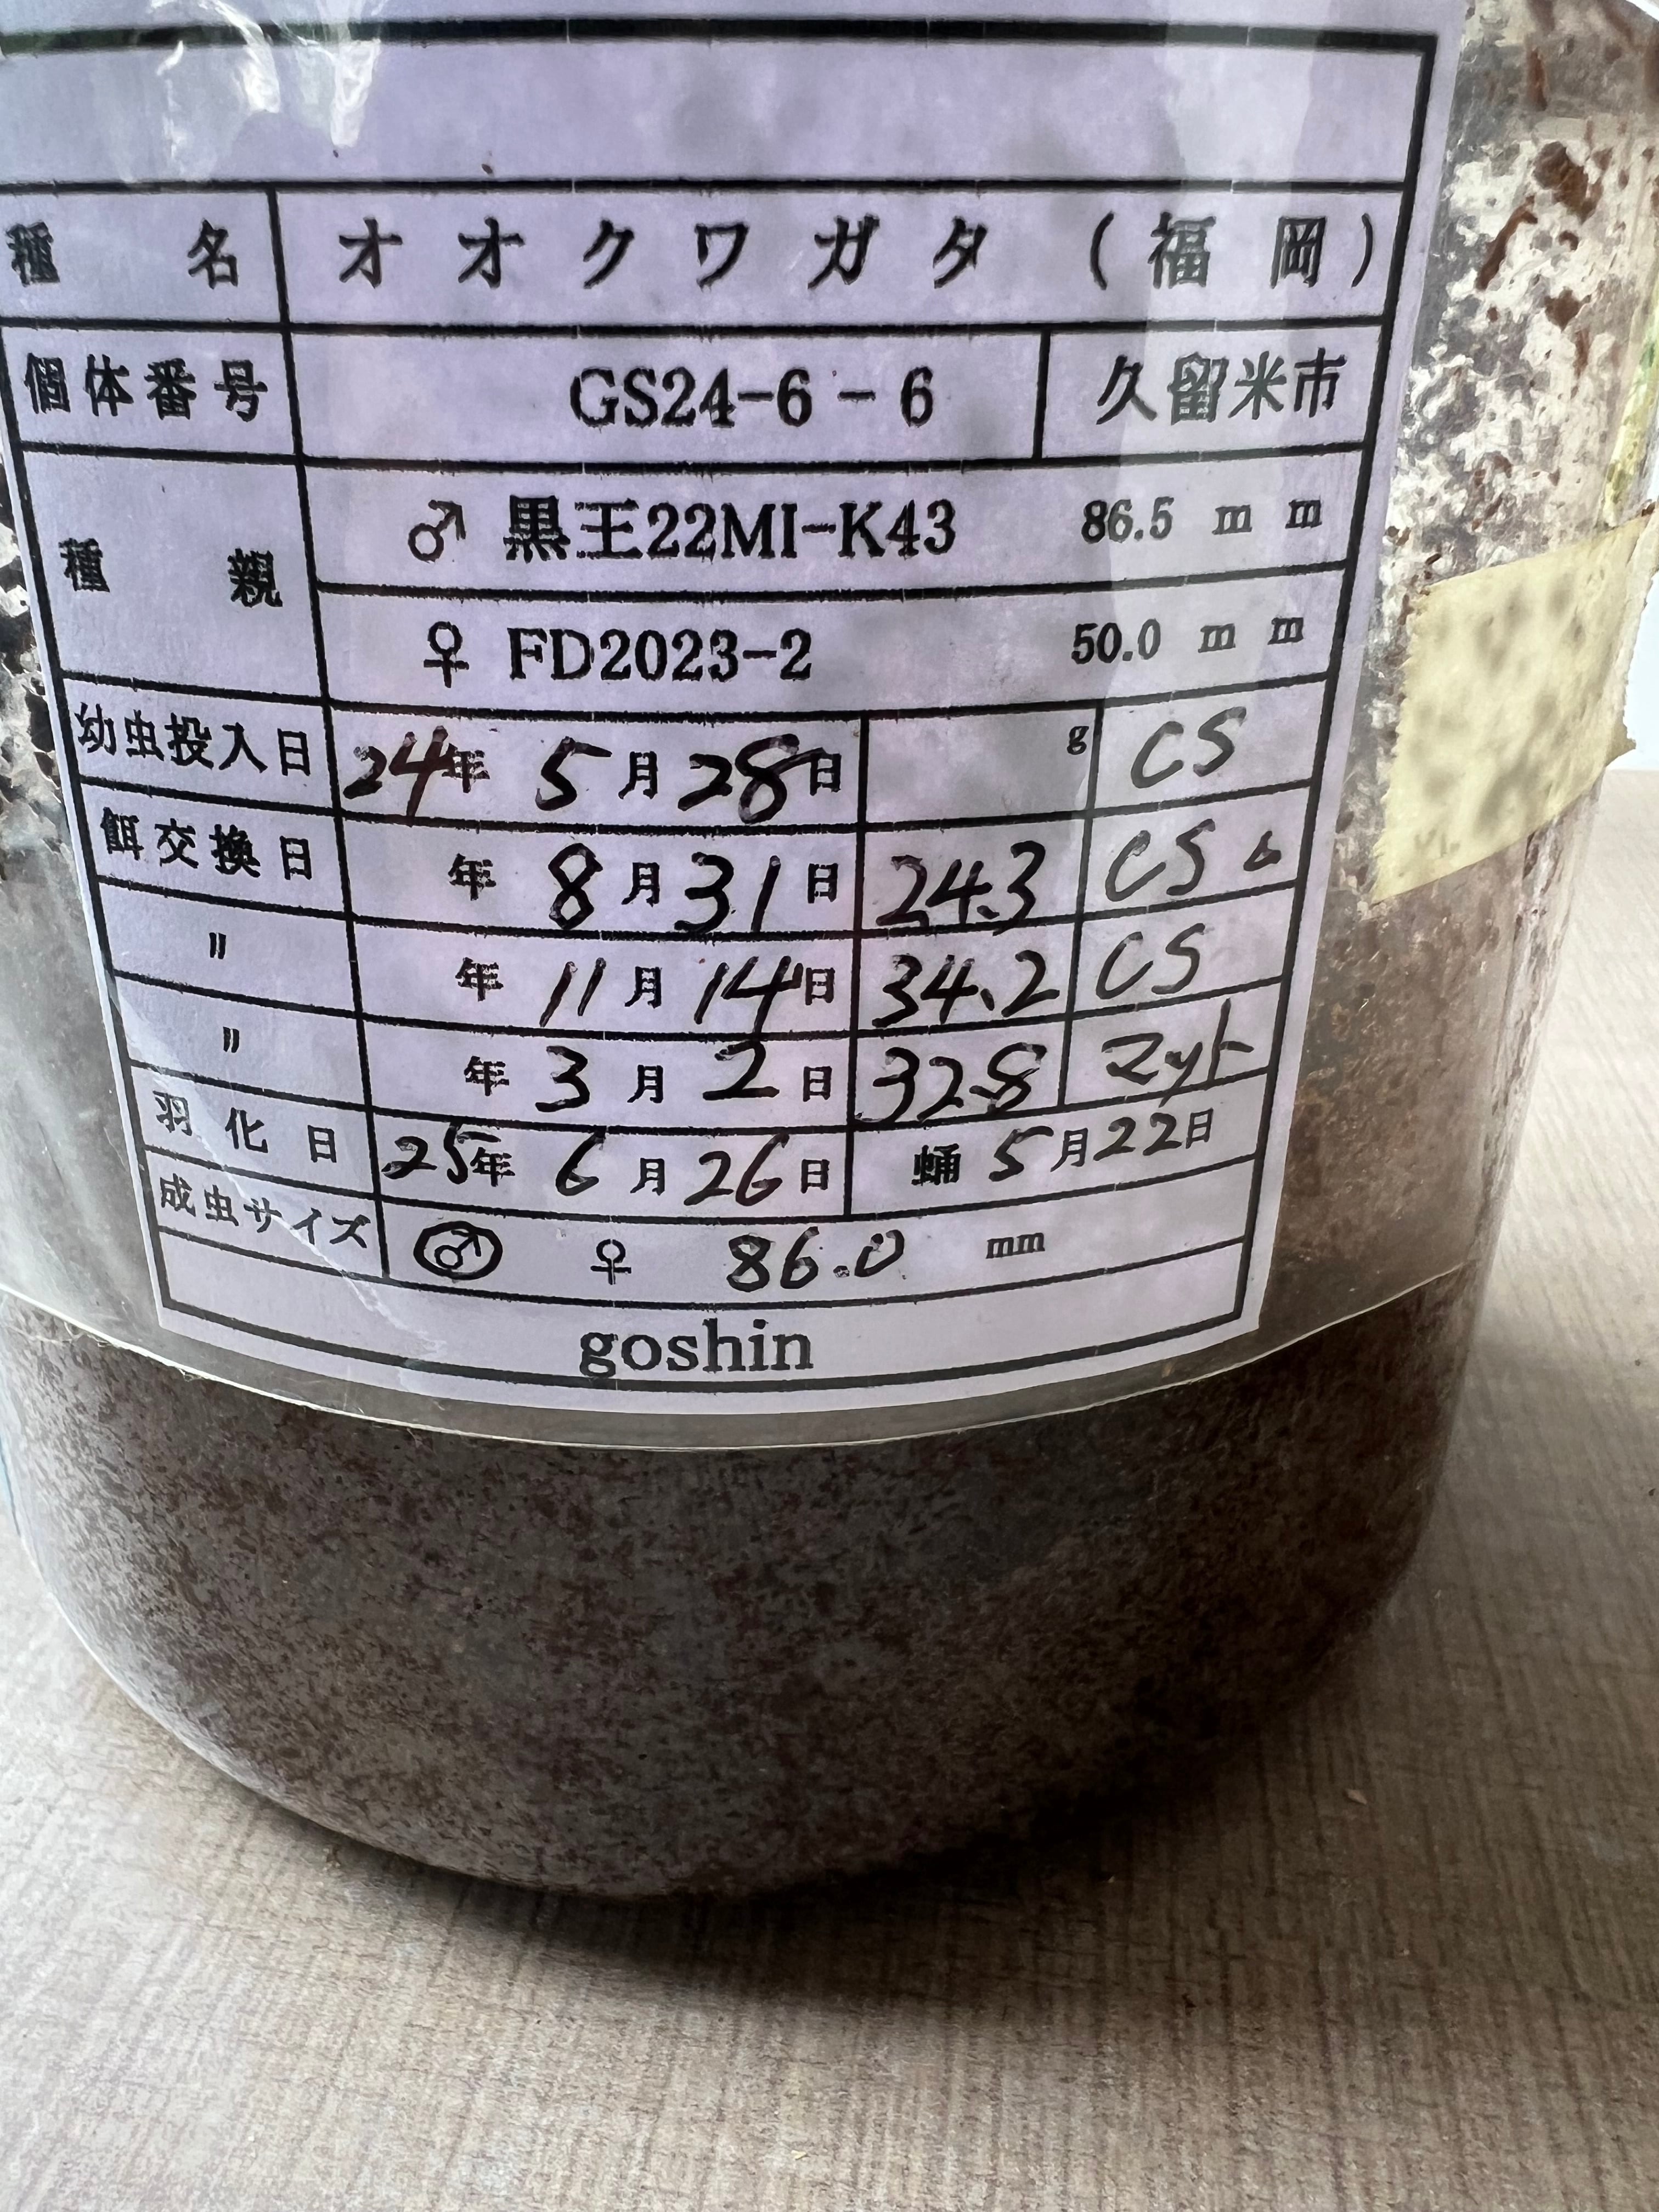 種名 オオクワガタ (福岡)
個体番号 GS24-6-6 久留米市
種親 ♂ 黒王22MI-K43 86.5mm
♀ FD2023-2 50.0mm
幼虫投入日 24年5月28日 g CS
餌交換日 年8月31日 24.3 CS
〃 年11月14日 34.2 CS
〃 年3月2日 32.8 マット
羽化日 25年6月26日 蛹5月22日
成虫サイズ ♂ ♀ 86.0 mm
goshin